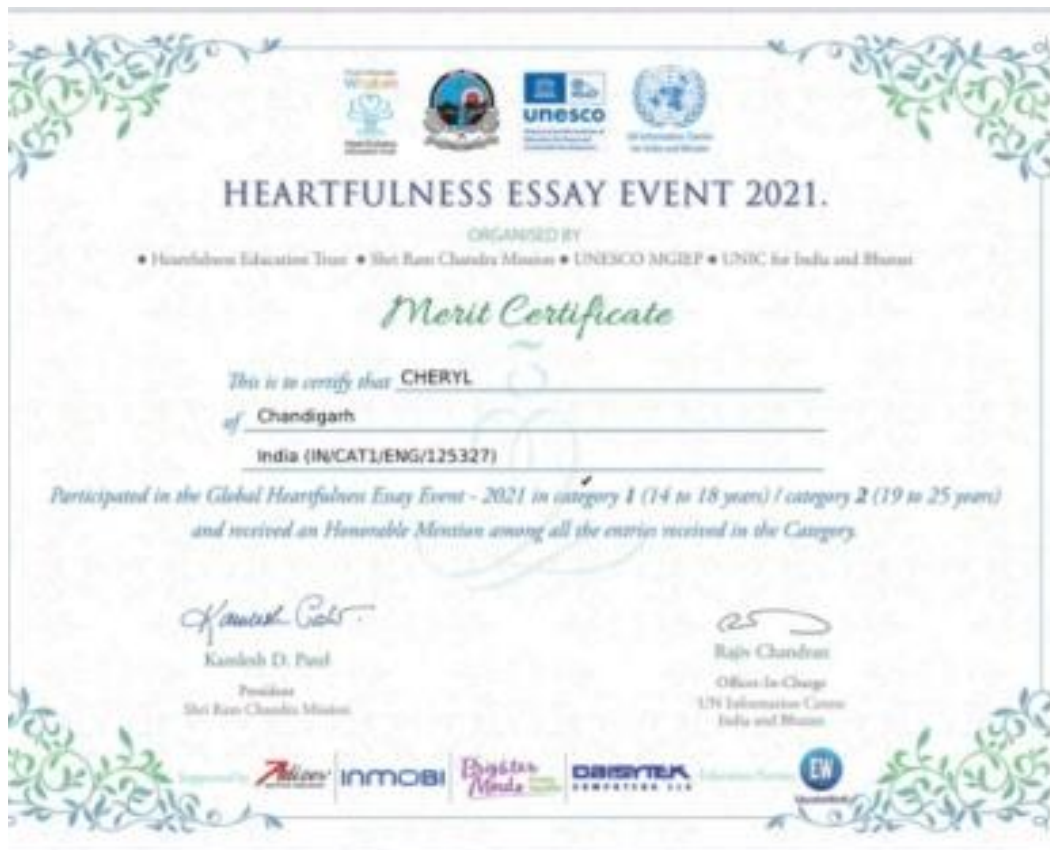 unesco
HEARTFULNESS ESSAY EVENT 2021.
ORGANISED BY
• Heartfulness Education Trust • Shri Ram Chandra Mission • UNESCO MGIEP • UNIC for India and Bhutan
Merit Certificate
This is to certify that CHERYL
of Chandigarh
India (IN/CAT1/ENG/125327)
Participated in the Global Heartfulness Essay Event - 2021 in category 1 (14 to 18 years) / category 2 (19 to 25 years)
and received an Honorable Mention among all the entries received in the Category.
Kamlesh D. Patel
President
Shri Ram Chandra Mission
Rajiv Chandran
Officer-In-Charge
UN Information Centre
India and Bhutan
INMOBI
Brighter Minds
DAISYTEK
COMPUTERS LLC
EW